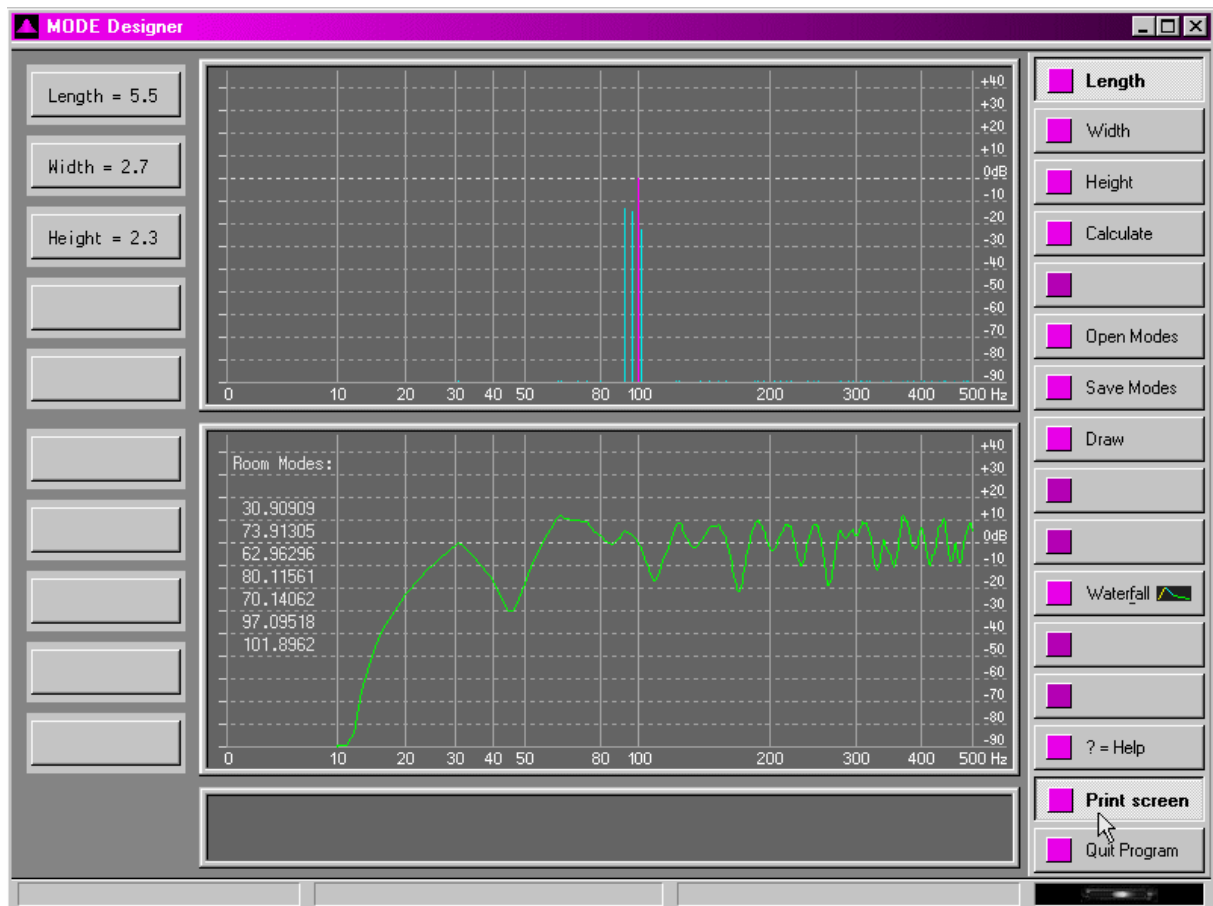 MODE Designer
Length = 5.5
Width = 2.7
Height = 2.3
+40
+30
+20
+10
0dB
-10
-20
-30
-40
-50
-60
-70
-80
-90
0 10 20 30 40 50 80 100 200 300 400 500 Hz
Room Modes:
30.90909
73.91305
62.96296
80.11561
70.14062
97.09518
101.8962
+40
+30
+20
+10
0dB
-10
-20
-30
-40
-50
-60
-70
-80
-90
0 10 20 30 40 50 80 100 200 300 400 500 Hz
Length
Width
Height
Calculate
Open Modes
Save Modes
Draw
Waterfall
? = Help
Print screen
Quit Program